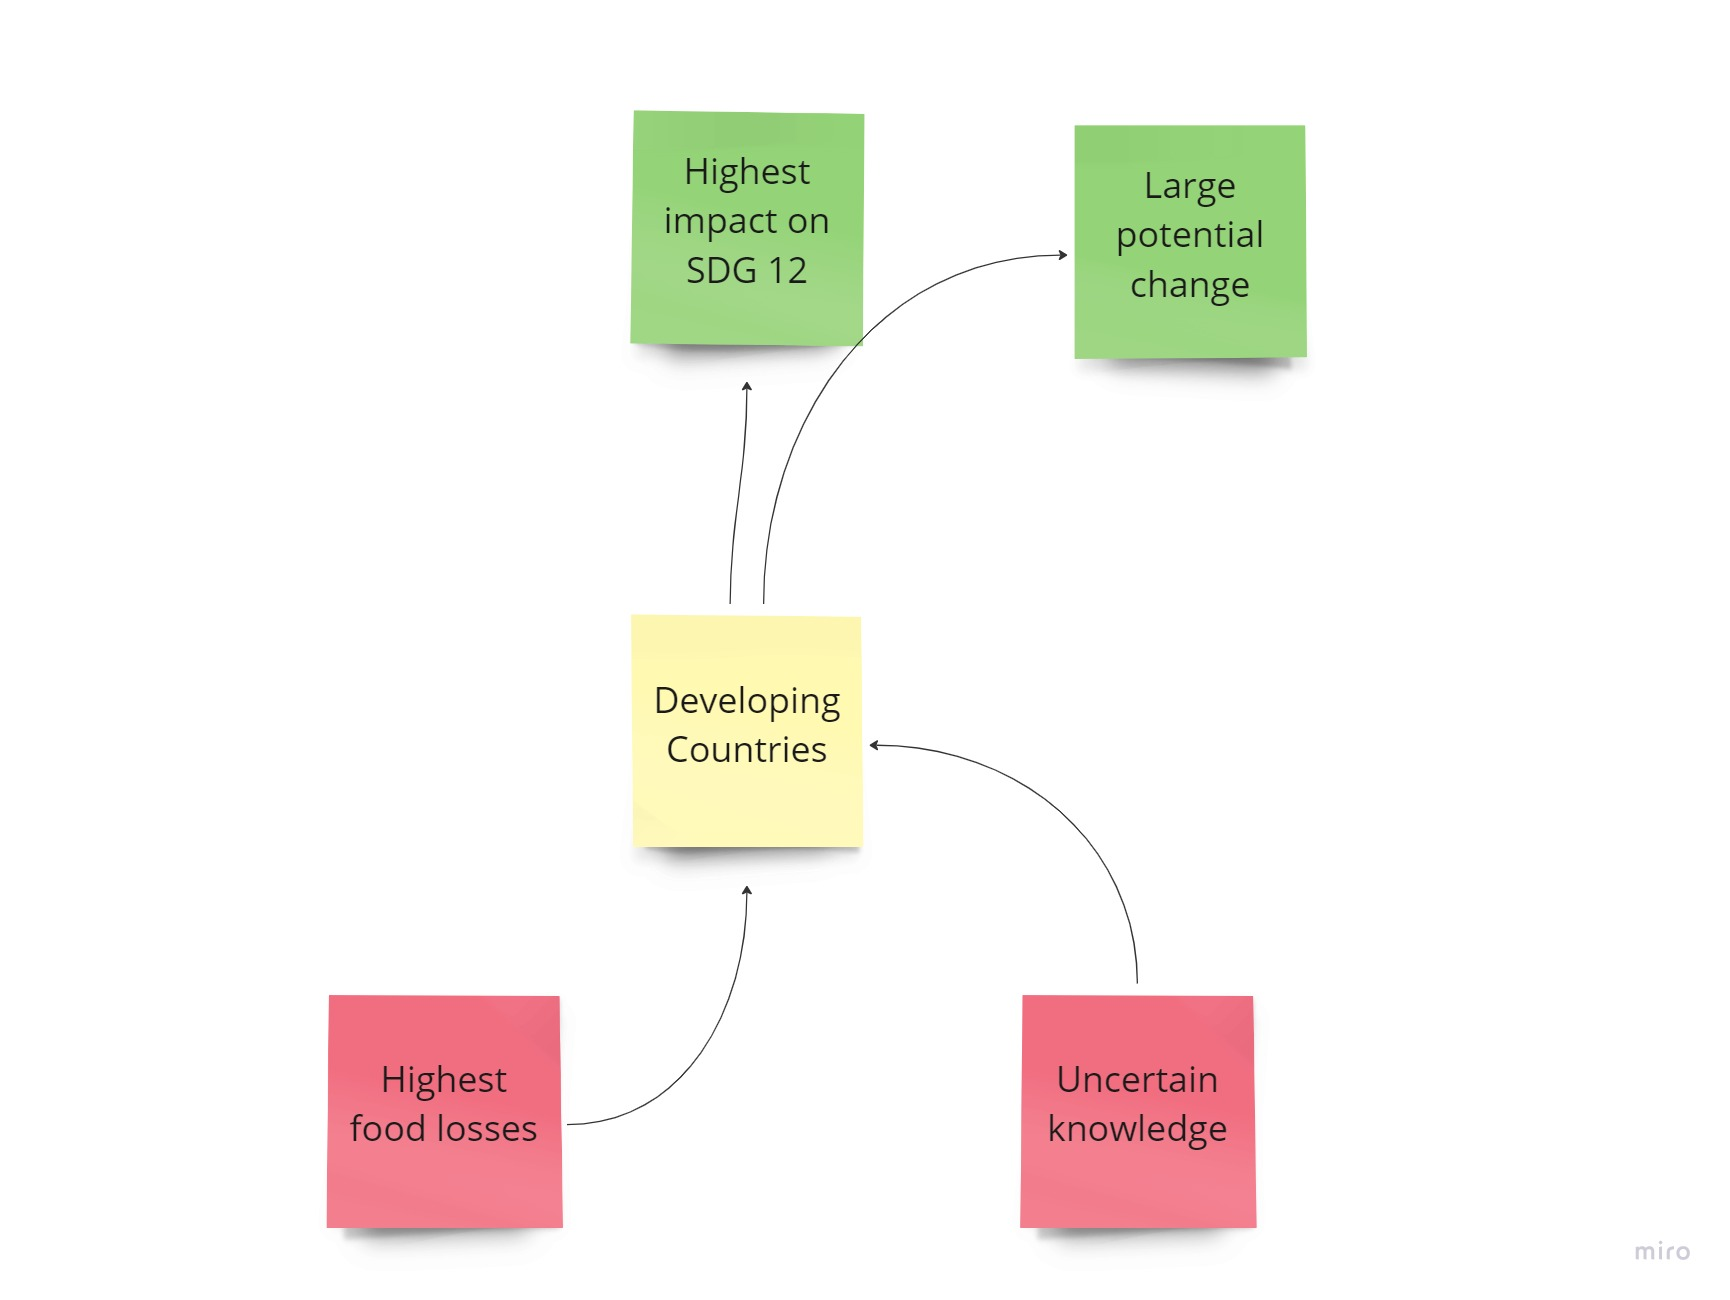 Highest
impact on
SDG 12
Large
potential
change
Developing
Countries
Highest
food losses
Uncertain
knowledge
miro